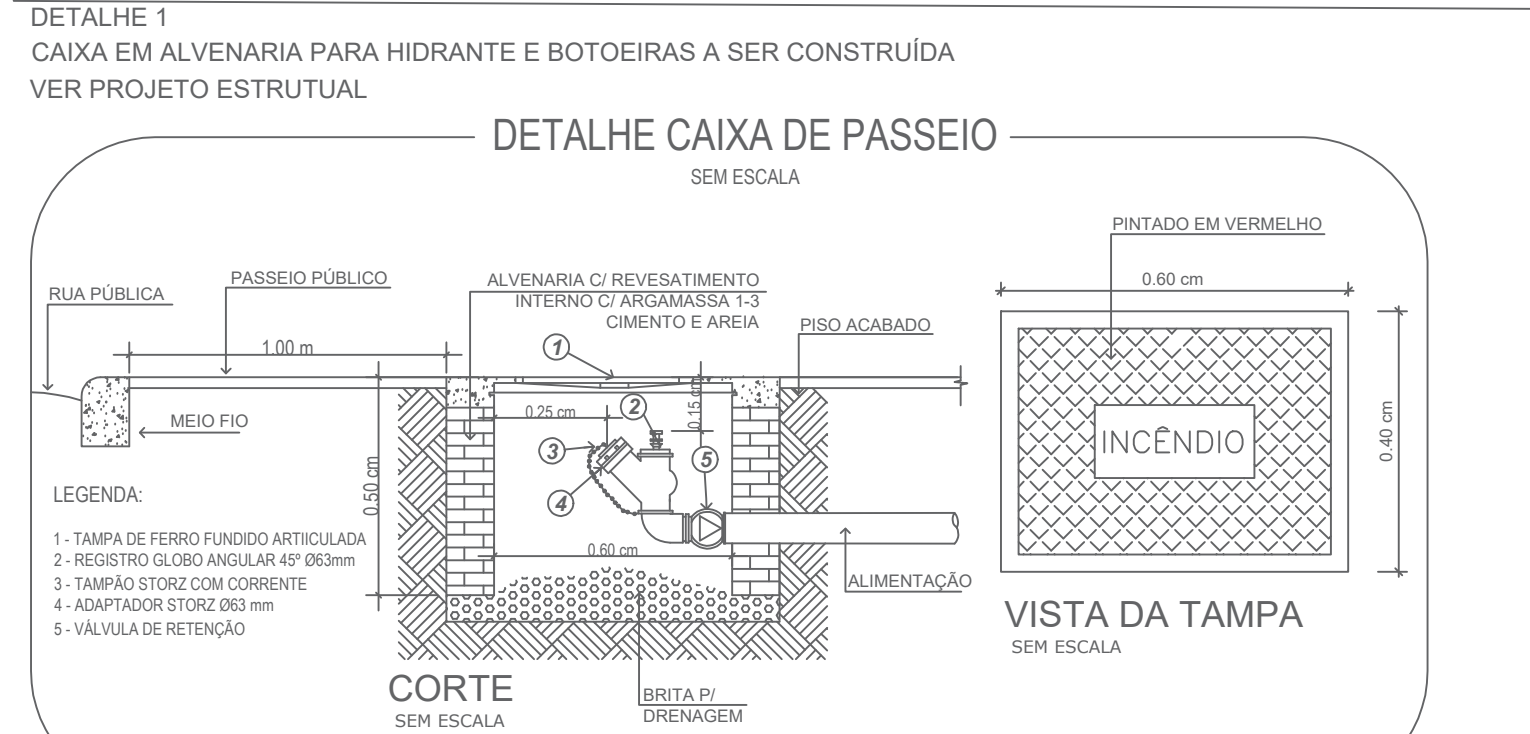 DETALHE 1
CAIXA EM ALVENARIA PARA HIDRANTE E BOTOEIRAS A SER CONSTRUÍDA
VER PROJETO ESTRUTUAL
DETALHE CAIXA DE PASSEIO
SEM ESCALA
RUA PÚBLICA
PASSEIO PÚBLICO
ALVENARIA C/ REVESATIMENTO
INTERNO C/ ARGAMASSA 1-3
CIMENTO E AREIA
PISO ACABADO
1.00 m
1
MEIO FIO
0.25 cm
2
0.15 cm
3
4
5
0.50 cm
0.60 cm
ALIMENTAÇÃO
LEGENDA:
1 - TAMPA DE FERRO FUNDIDO ARTIICULADA
2 - REGISTRO GLOBO ANGULAR 45º Ø63mm
3 - TAMPÃO STORZ COM CORRENTE
4 - ADAPTADOR STORZ Ø63 mm
5 - VÁLVULA DE RETENÇÃO
CORTE
SEM ESCALA
BRITA P/
DRENAGEM
PINTADO EM VERMELHO
0.60 cm
INCÊNDIO
0.40 cm
VISTA DA TAMPA
SEM ESCALA